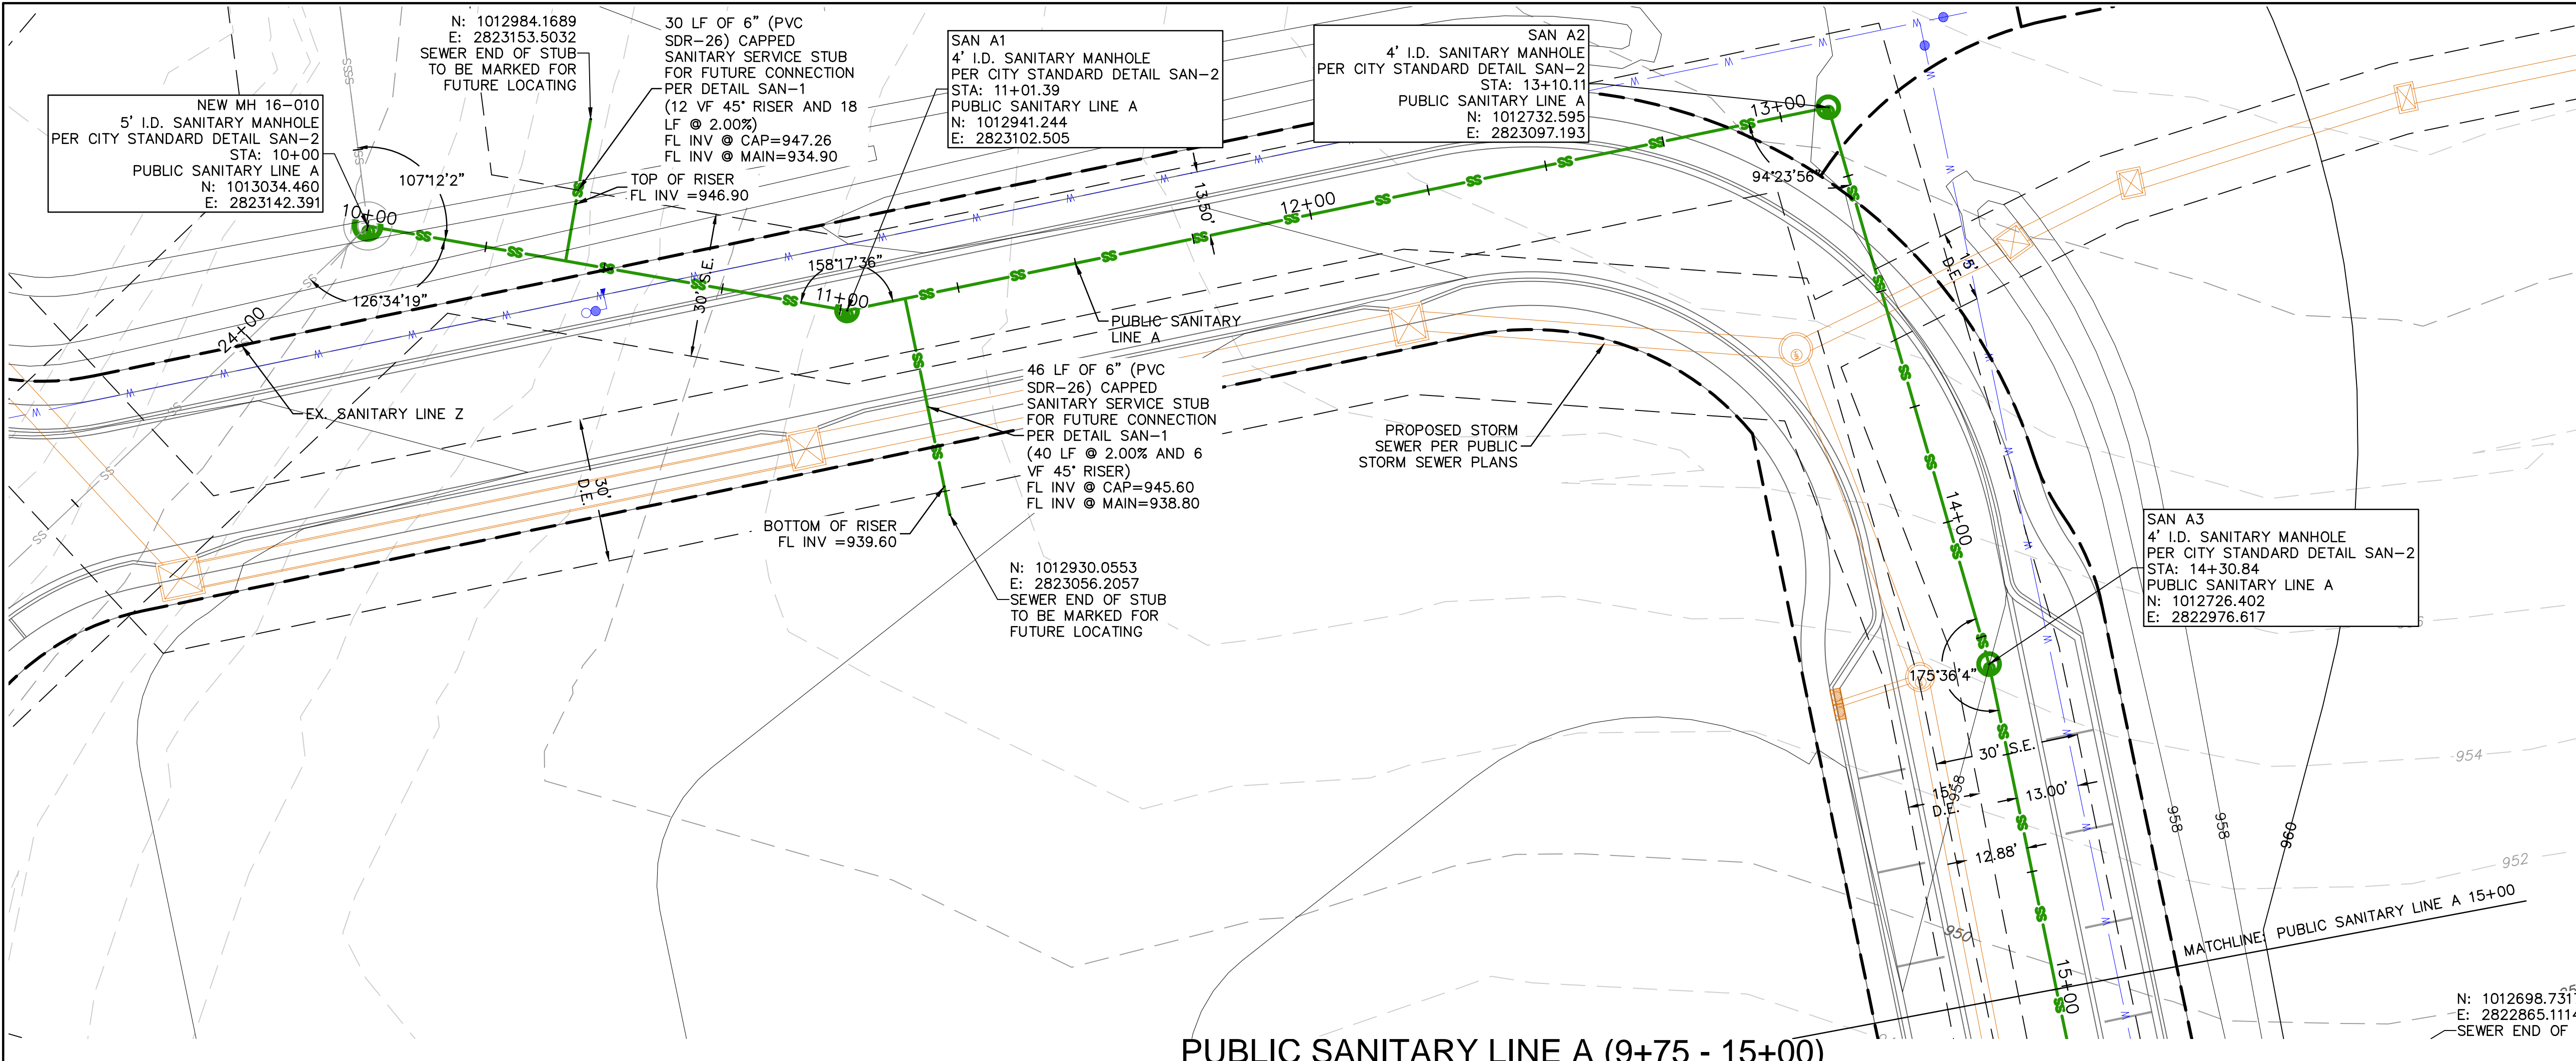 N: 1012984.1689
E: 2823153.5032
SEWER END OF STUB
TO BE MARKED FOR
FUTURE LOCATING
30 LF OF 6" (PVC
SDR-26) CAPPED
SANITARY SERVICE STUB
FOR FUTURE CONNECTION
PER DETAIL SAN-1
(12 VF 45° RISER AND 18
LF @ 2.00%)
FL INV @ CAP=947.26
FL INV @ MAIN=934.90
SAN A1
4' I.D. SANITARY MANHOLE
PER CITY STANDARD DETAIL SAN-2
STA: 11+01.39
PUBLIC SANITARY LINE A
N: 1012941.244
E: 2823102.505
SAN A2
4' I.D. SANITARY MANHOLE
PER CITY STANDARD DETAIL SAN-2
STA: 13+10.11
PUBLIC SANITARY LINE A
N: 1012732.595
E: 2823097.193
NEW MH 16-010
5' I.D. SANITARY MANHOLE
PER CITY STANDARD DETAIL SAN-2
STA: 10+00
PUBLIC SANITARY LINE A
N: 1013034.460
E: 2823142.391
107°12'2"
TOP OF RISER
FL INV =946.90
10+00
126°34'19"
24+00
EX. SANITARY LINE Z
30' S.E.
158°17'36"
11+00
13.50'
12+00
13+00
94°23'56"
15'
D.E.
PUBLIC SANITARY
LINE A
46 LF OF 6" (PVC
SDR-26) CAPPED
SANITARY SERVICE STUB
FOR FUTURE CONNECTION
PER DETAIL SAN-1
(40 LF @ 2.00% AND 6
VF 45° RISER)
FL INV @ CAP=945.60
FL INV @ MAIN=938.80
PROPOSED STORM
SEWER PER PUBLIC
STORM SEWER PLANS
30'
D.E.
BOTTOM OF RISER
FL INV =939.60
N: 1012930.0553
E: 2823056.2057
SEWER END OF STUB
TO BE MARKED FOR
FUTURE LOCATING
14+00
SAN A3
4' I.D. SANITARY MANHOLE
PER CITY STANDARD DETAIL SAN-2
STA: 14+30.84
PUBLIC SANITARY LINE A
N: 1012726.402
E: 2822976.617
175°36'4"
30' S.E.
15'
D.E.
958
13.00'
12.88'
954
958
958
960
952
950
MATCHLINE: PUBLIC SANITARY LINE A 15+00
15+00
N: 1012698.731
E: 2822865.1114
SEWER END OF
PUBLIC SANITARY LINE A (9+75 - 15+00)